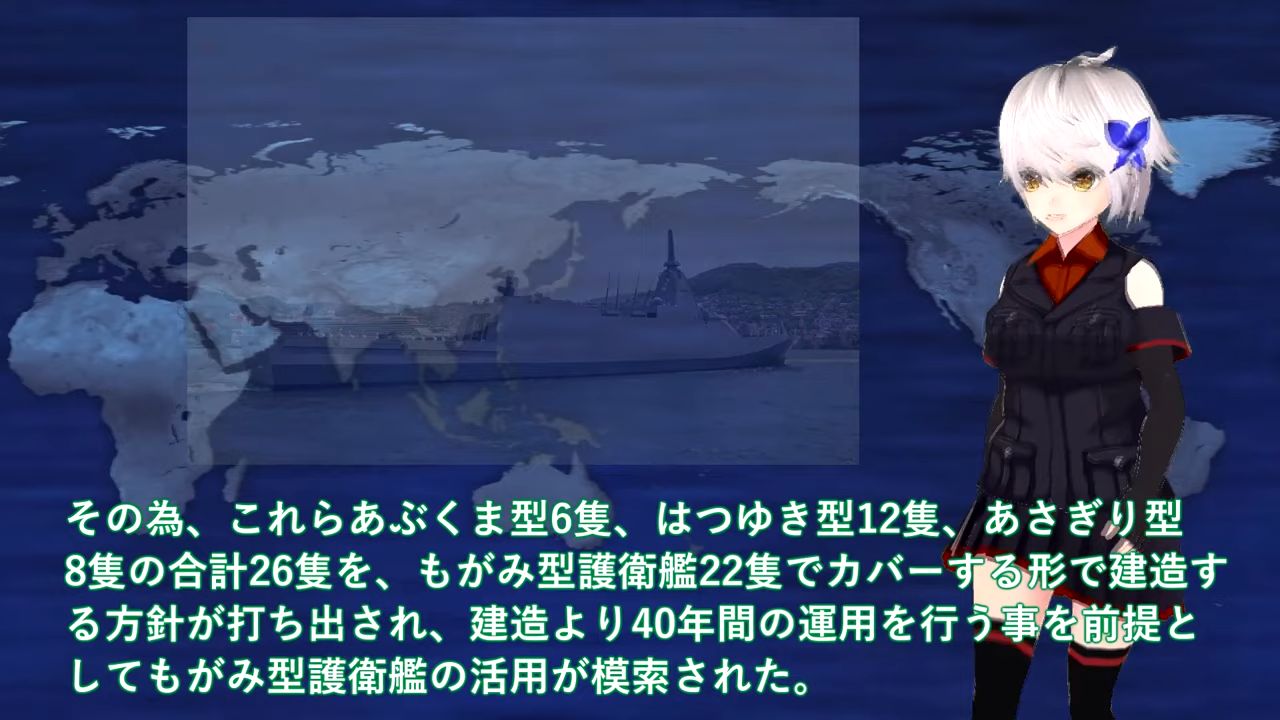 その為、これらあぶくま型6隻、はつゆき型12隻、あさぎり型
8隻の合計26隻を、もがみ型護衛艦22隻でカバーする形で建造す
る方針が打ち出され、建造より40年間の運用を行う事を前提と
してもがみ型護衛艦の活用が模索された。